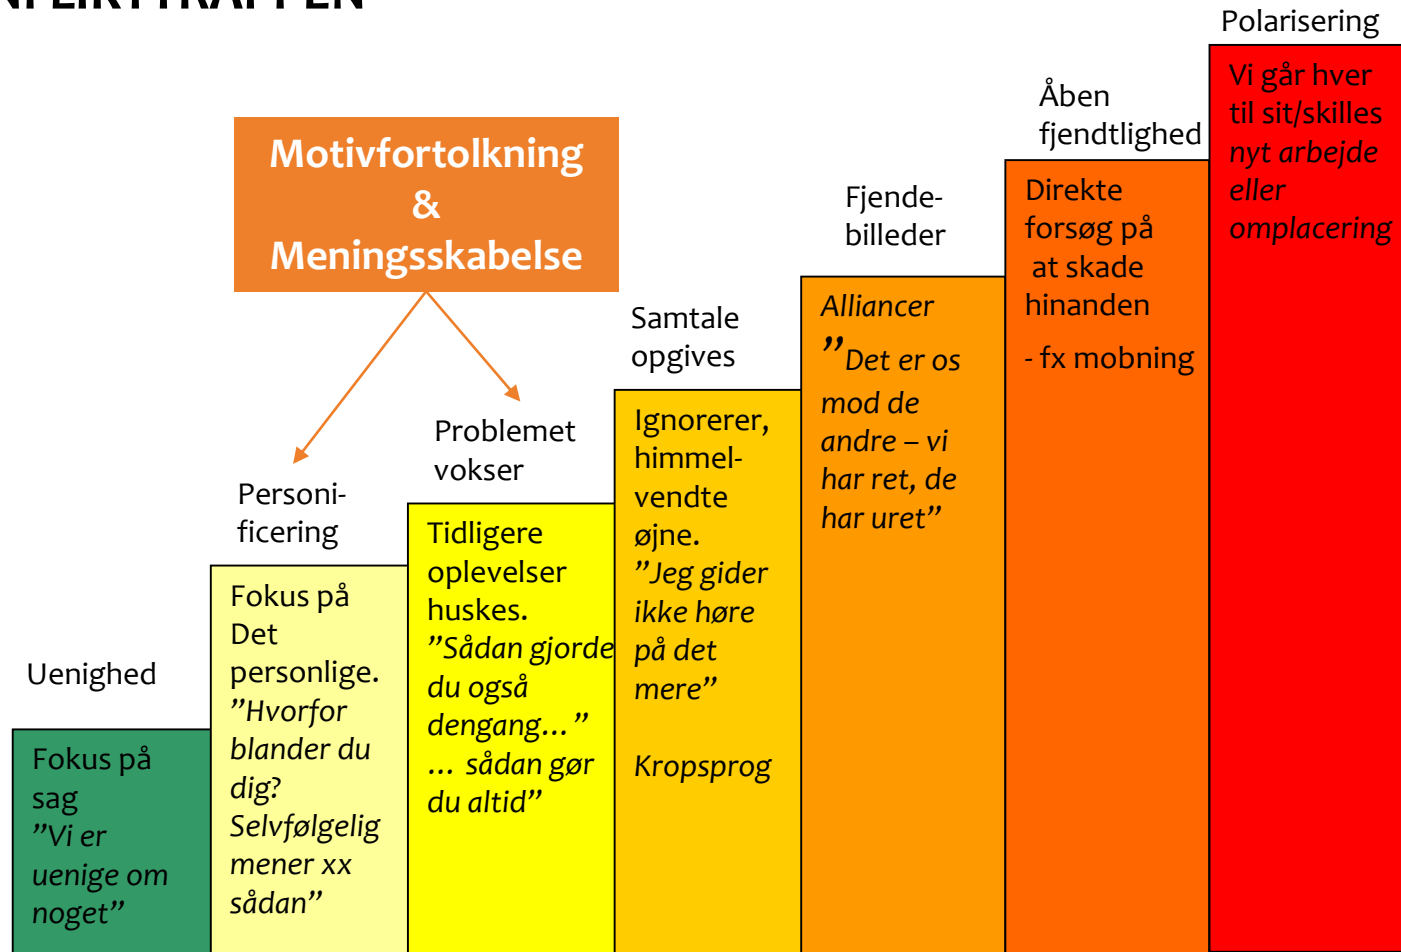 Uenighed
Fokus på
sag
”Vi er
uenige om
noget”
Motivfortolkning
&
Meningsskabelse
Personi-
ficering
Fokus på
Det
personlige.
”Hvorfor
blander du
dig?
Selvfølgelig
mener xx
sådan”
Problemet
vokser
Tidligere
oplevelser
huskes.
”Sådan gjorde
du også
dengang…”
… sådan gør
du altid”
Samtale
opgives
Ignorerer,
himmel-
vendte
øjne.
”Jeg gider
ikke høre
på det
mere”
Kropsprog
Fjende-
billeder
Alliancer
”Det er os
mod de
andre – vi
har ret, de
har uret”
Åben
fjendtlighed
Direkte
forsøg på
at skade
hinanden
- fx mobning
Polarisering
Vi går hver
til sit/skilles
nyt arbejde
eller
omplacering